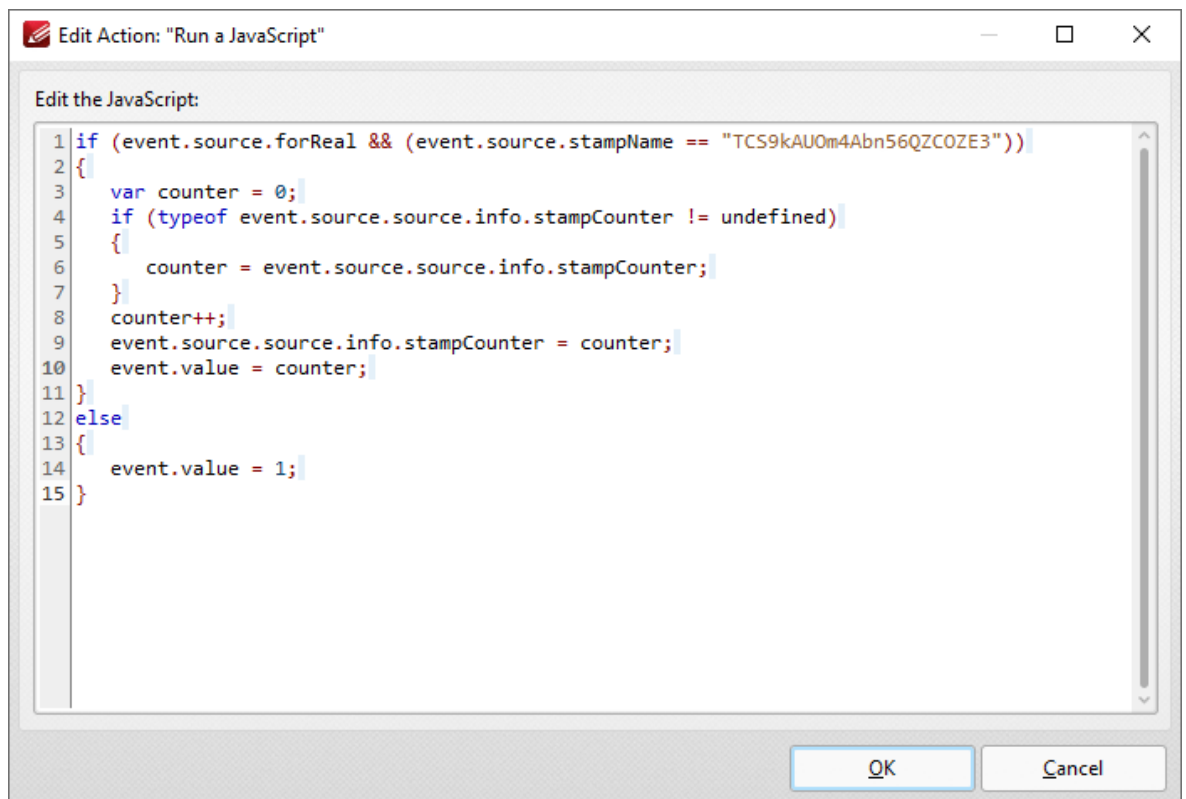 Edit Action: "Run a JavaScript"
Edit the JavaScript:
1 if (event.source.forReal && (event.source.stampName == "TCS9kAUOm4Abn56QZCOZE3"))
2 {
3 var counter = 0;
4 if (typeof event.source.source.info.stampCounter != undefined)
5 {
6 counter = event.source.source.info.stampCounter;
7 }
8 counter++;
9 event.source.source.info.stampCounter = counter;
10 event.value = counter;
11 }
12 else
13 {
14 event.value = 1;
15 }
OK Cancel